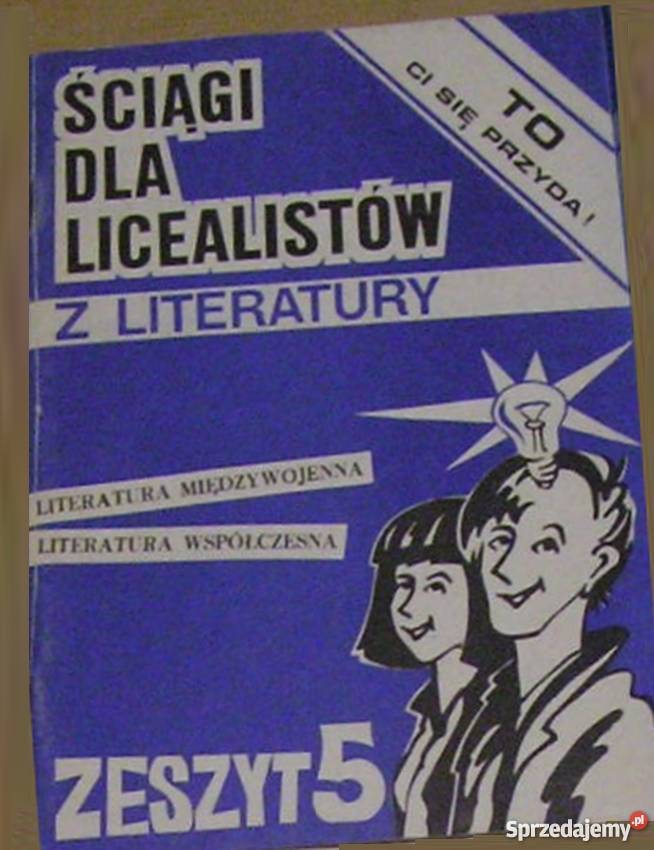 ŚCIĄGI
DLA
LICEALISTÓW
Z LITERATURY
TO
CI SIĘ PRZYDA!
LITERATURA MIĘDZYWOJENNA
LITERATURA WSPÓŁCZESNA
ZESZYT 5
Sprzedajemy.pl